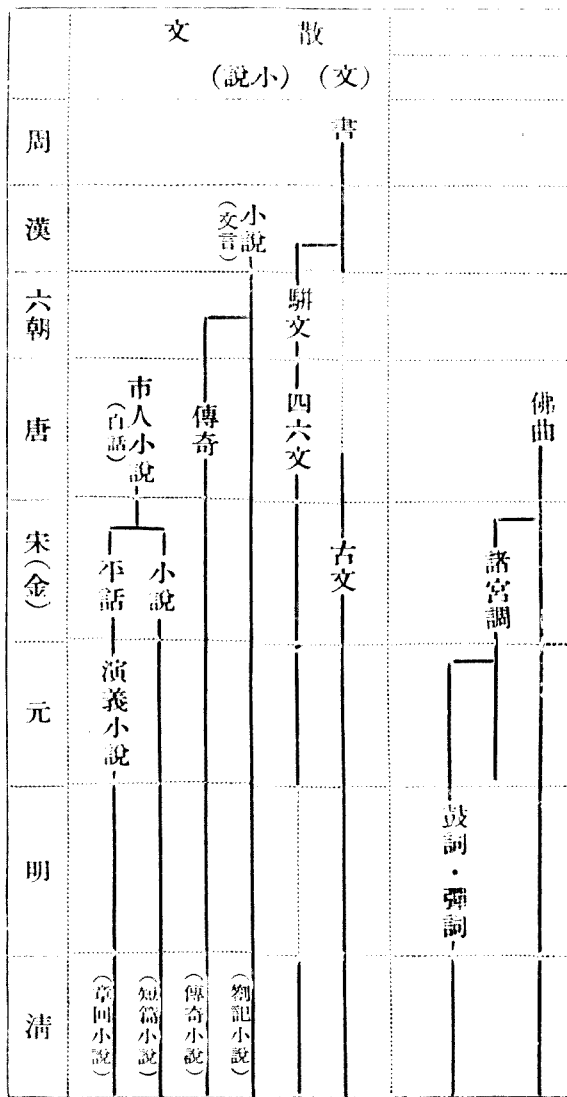 散文
(文)
(小說)
周
書
漢
小說
(文言)
六朝
駢文
唐
佛曲
四六文
傳奇
市人小說
(白話)
宋(金)
諸宮調
古文
小說
平話
元
演義小說
明
鼓詞・彈詞
清
(劄記小說)
(傳奇小說)
(短篇小說)
(章回小說)